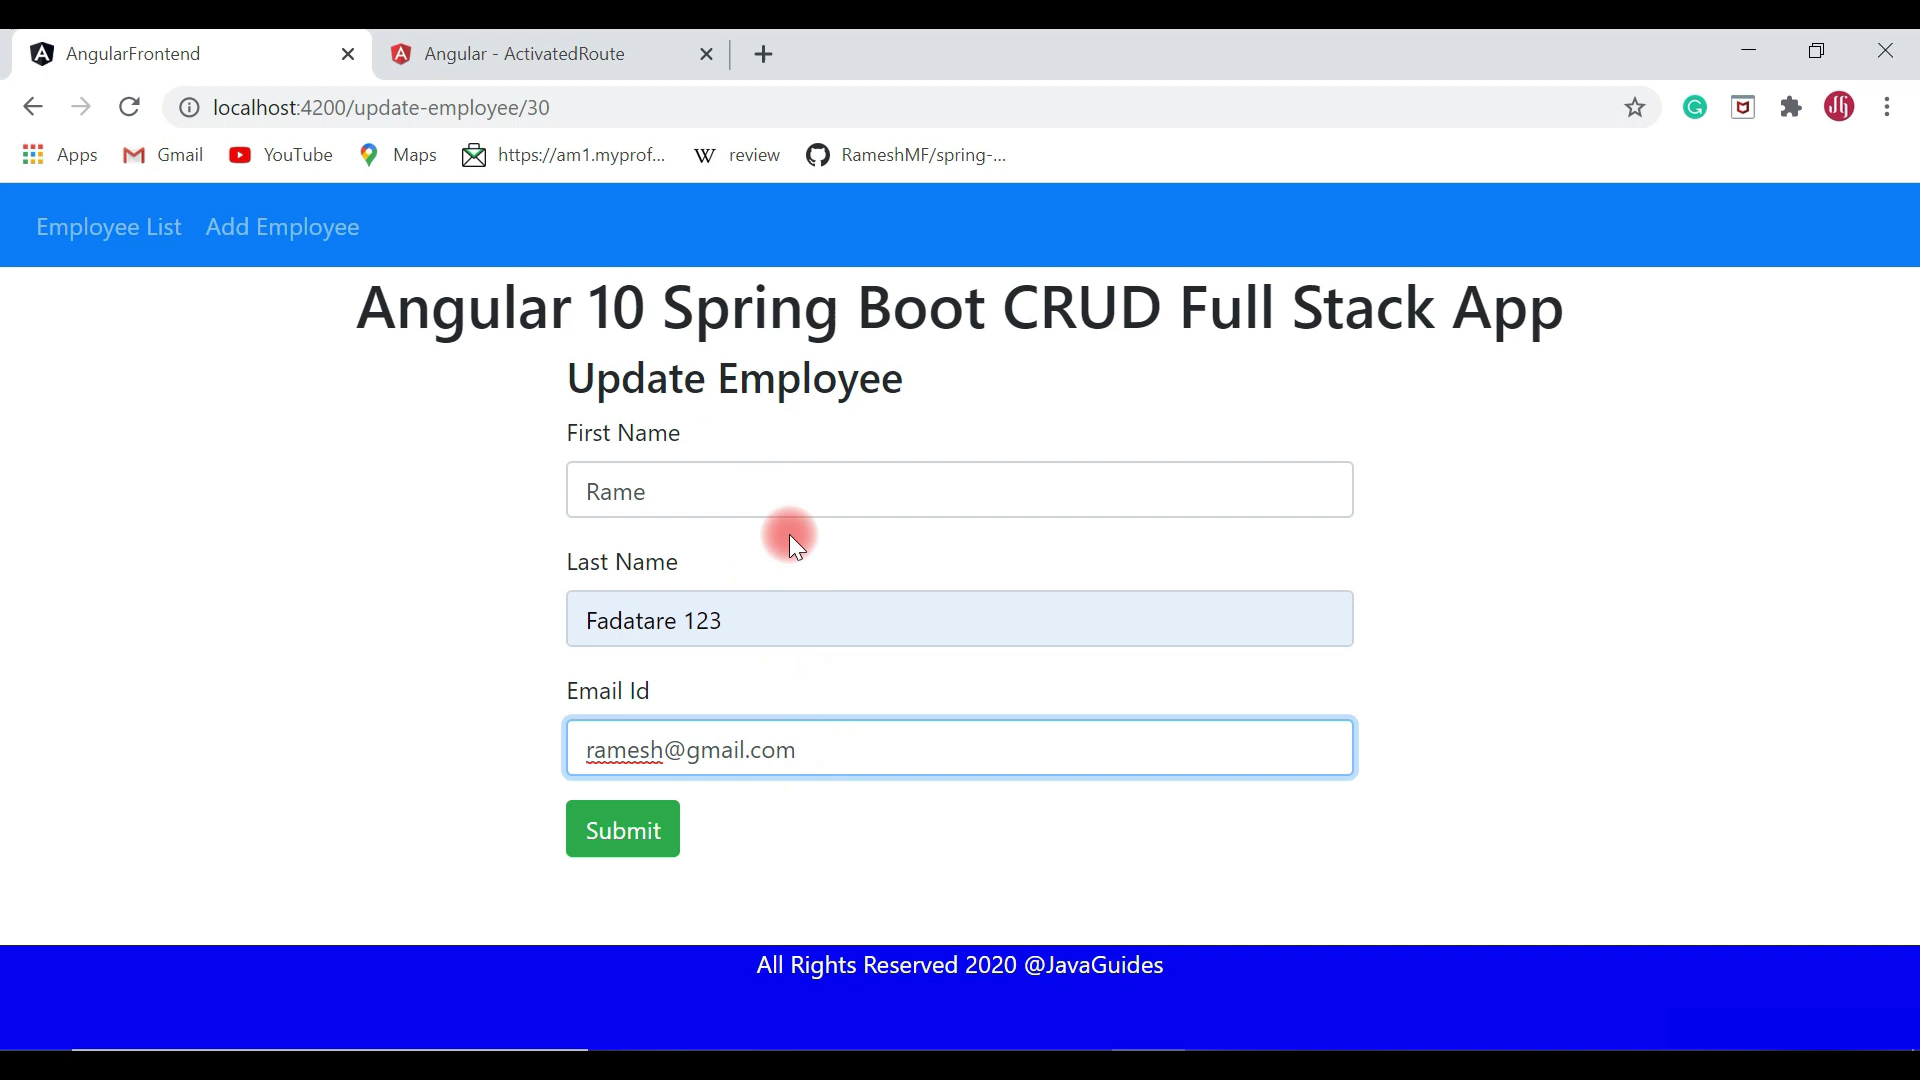 AngularFrontend
Angular - ActivatedRoute
localhost:4200/update-employee/30
Apps
Gmail
YouTube
Maps
https://am1.myprof...
W review
RameshMF/spring-...
Employee List Add Employee
Angular 10 Spring Boot CRUD Full Stack App
Update Employee
First Name
Rame
Last Name
Fadatare 123
Email Id
ramesh@gmail.com
Submit
All Rights Reserved 2020 @JavaGuides